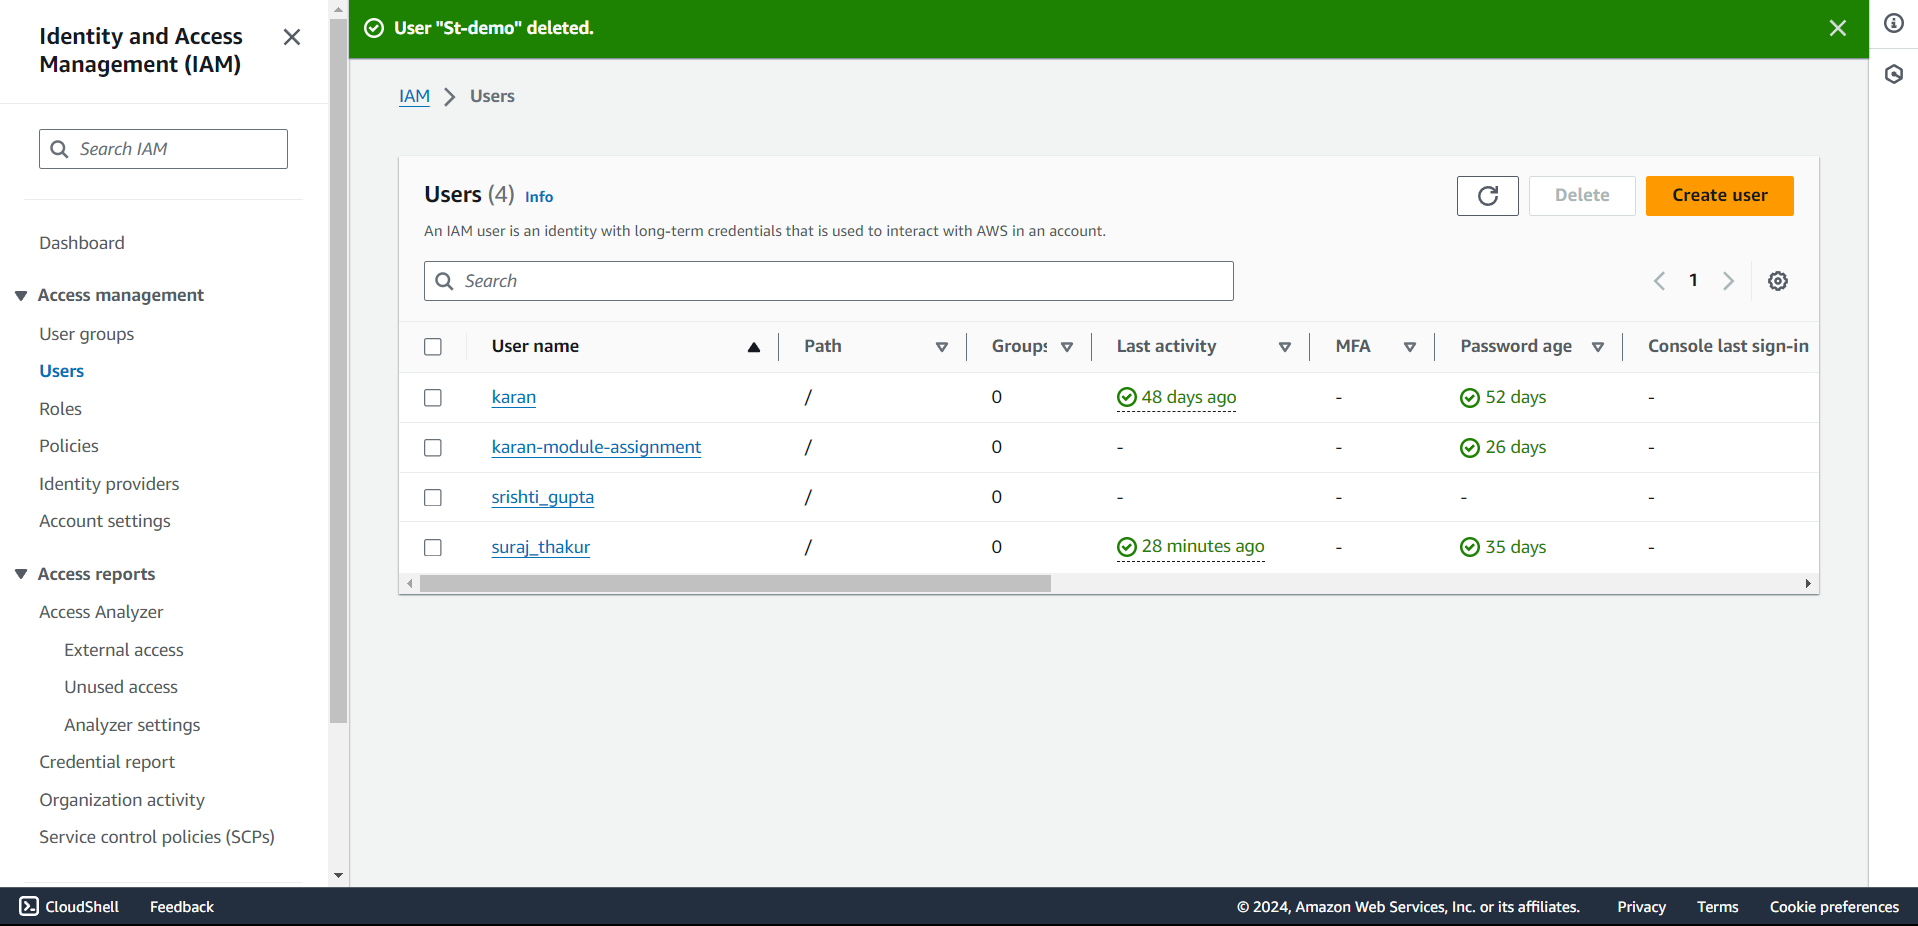 Identity and Access
Management (IAM)
Search IAM
Dashboard
Access management
User groups
Users
Roles
Policies
Identity providers
Account settings
Access reports
Access Analyzer
External access
Unused access
Analyzer settings
Credential report
Organization activity
Service control policies (SCPs)
User "St-demo" deleted.
IAM > Users
Users (4) Info
Delete
Create user
An IAM user is an identity with long-term credentials that is used to interact with AWS in an account.
Search
1
User name Path Groups Last activity MFA Password age Console last sign-in
karan / 0 48 days ago - 52 days -
karan-module-assignment / 0 - - 26 days -
srishti_gupta / 0 - - - -
suraj_thakur / 0 28 minutes ago - 35 days -
CloudShell Feedback © 2024, Amazon Web Services, Inc. or its affiliates. Privacy Terms Cookie preferences